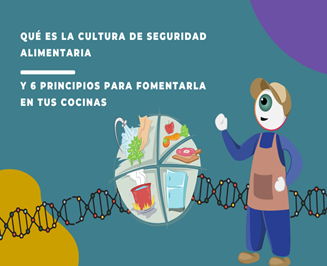 QUÉ ES LA CULTURA DE SEGURIDAD
ALIMENTARIA
Y 6 PRINCIPIOS PARA FOMENTARLA
EN TUS COCINAS